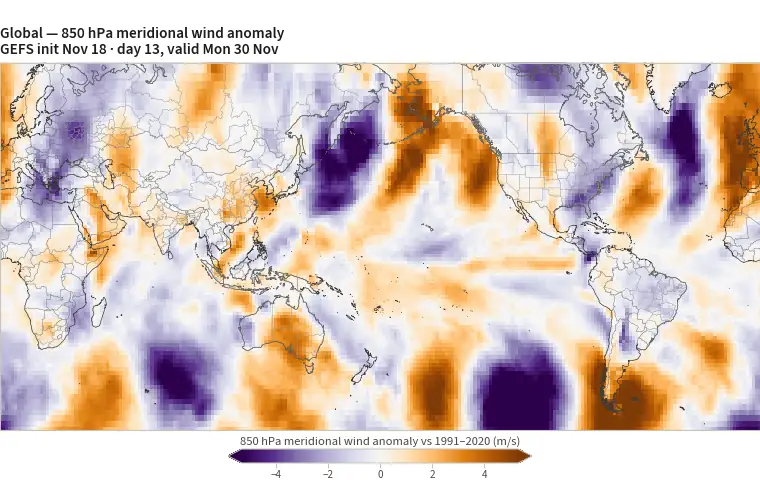 Global — 850 hPa meridional wind anomaly
GEFS init Nov 18 · day 13, valid Mon 30 Nov
850 hPa meridional wind anomaly vs 1991–2020 (m/s)
−4 −2 0 2 4